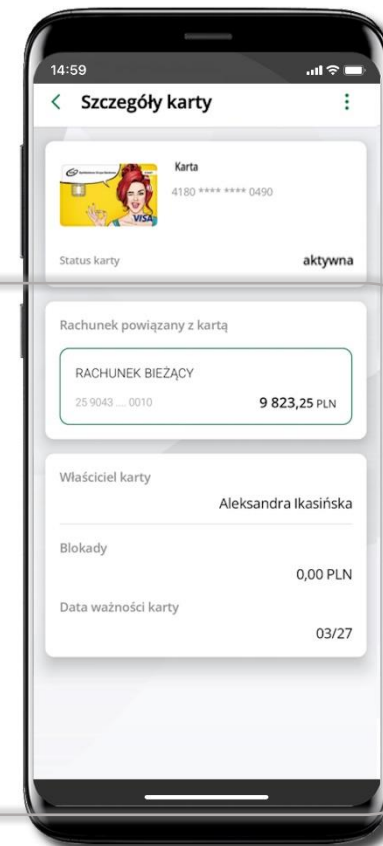 14:59
Szczegóły karty
Karta
4180 **** **** 0490
VISA
Status karty
aktywna
Rachunek powiązany z kartą
RACHUNEK BIEŻĄCY
25 9043 ... 0010
9 823,25 PLN
Właściciel karty
Aleksandra Ikasińska
Blokady
0,00 PLN
Data ważności karty
03/27